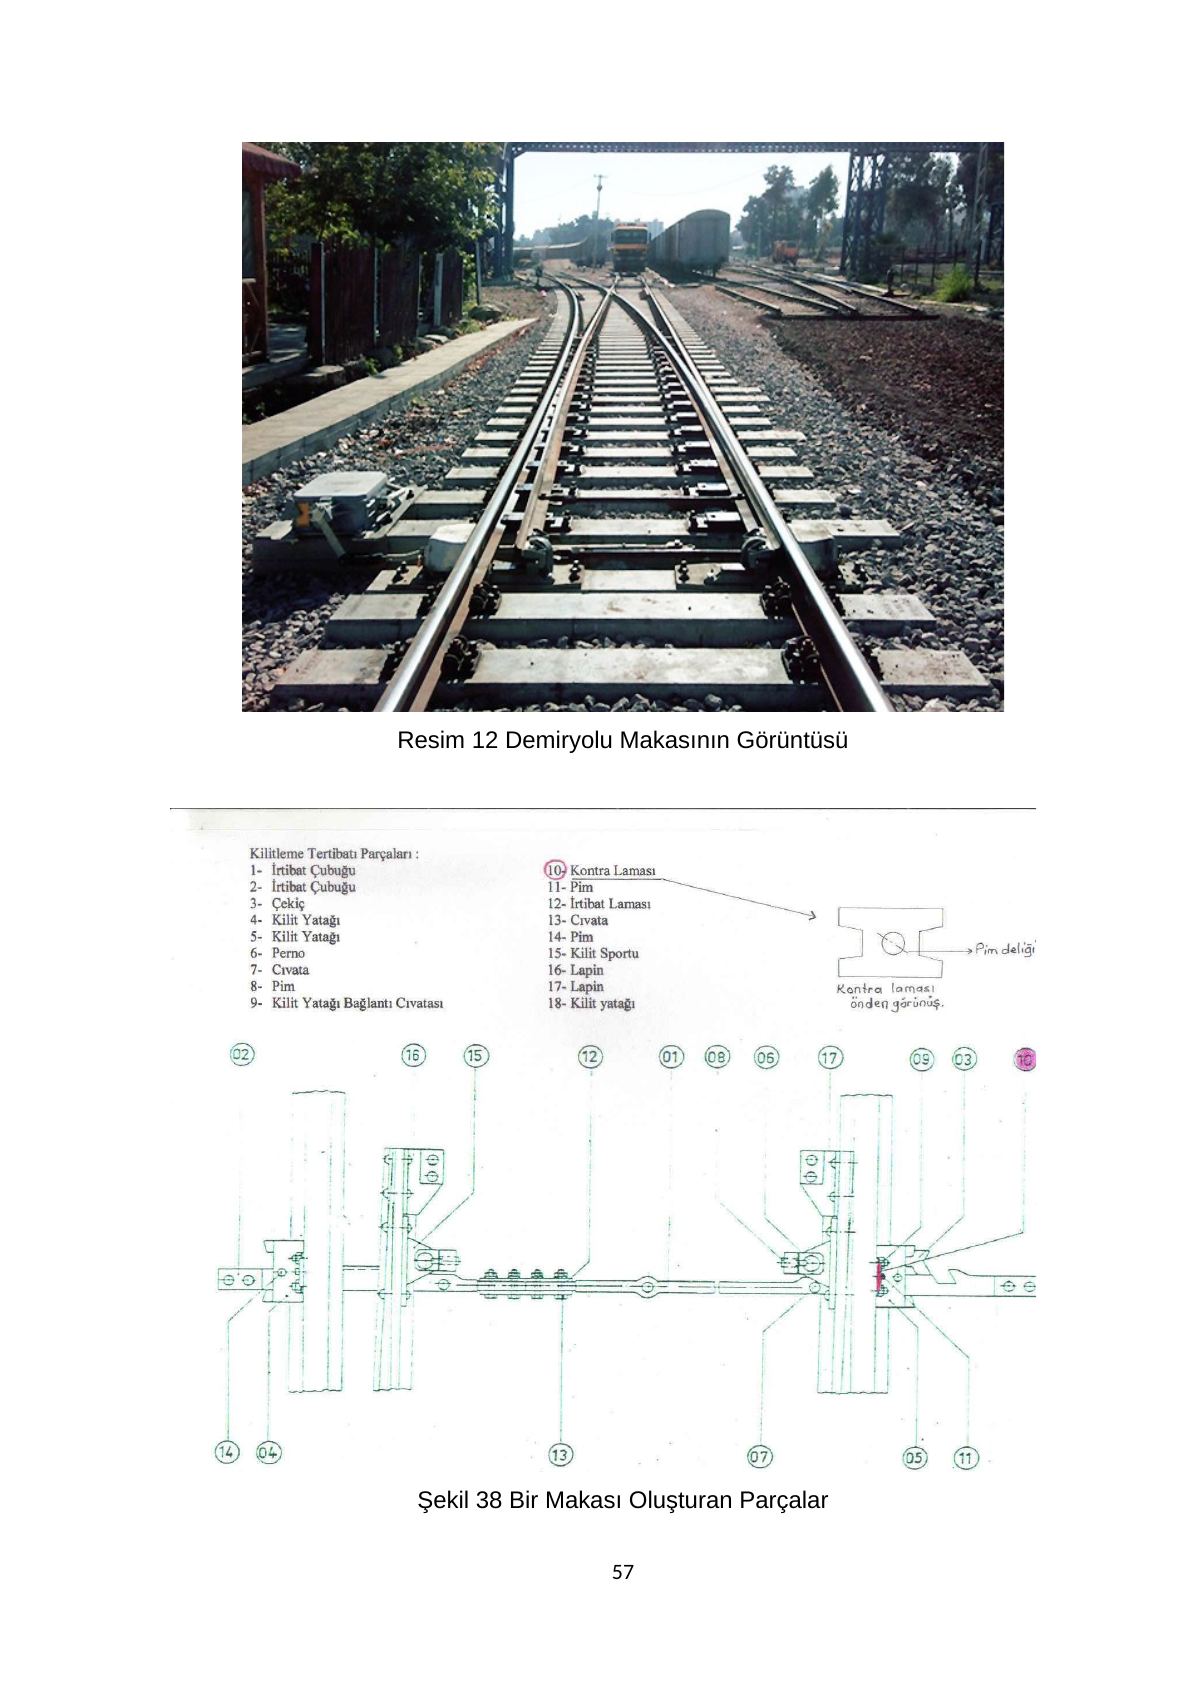 Resim 12 Demiryolu Makasının Görüntüsü
Kilitleme Tertibatı Parçaları :
1- İrtibat Çubuğu
2- İrtibat Çubuğu
3- Çekiç
4- Kilit Yatağı
5- Kilit Yatağı
6- Perno
7- Cıvata
8- Pim
9- Kilit Yatağı Bağlantı Cıvatası
10- Kontra Laması
11- Pim
12- İrtibat Laması
13- Cıvata
14- Pim
15- Kilit Sportu
16- Lapin
17- Lapin
18- Kilit yatağı
Pim deliği
Kontra laması
önden görünüş.
02 16 15 12 01 08 06 17 09 03 10
14 04 13 07 05 11
Şekil 38 Bir Makası Oluşturan Parçalar
57